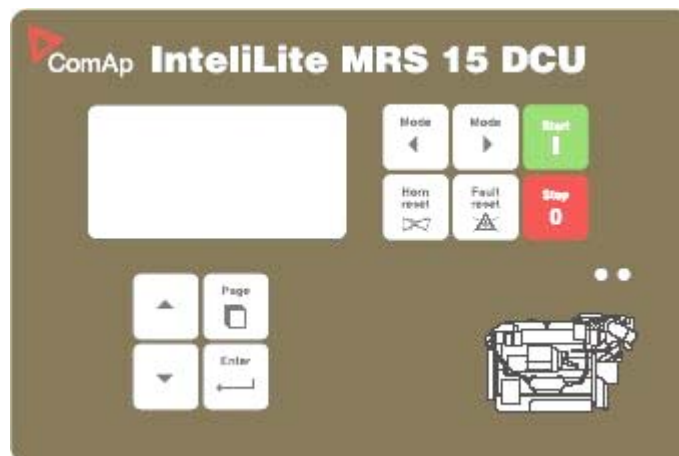 ComAp InteliLite MRS 15 DCU
Mode
Mode
Start
I
Horn
reset
Fault
reset
Stop
0
Page
Enter